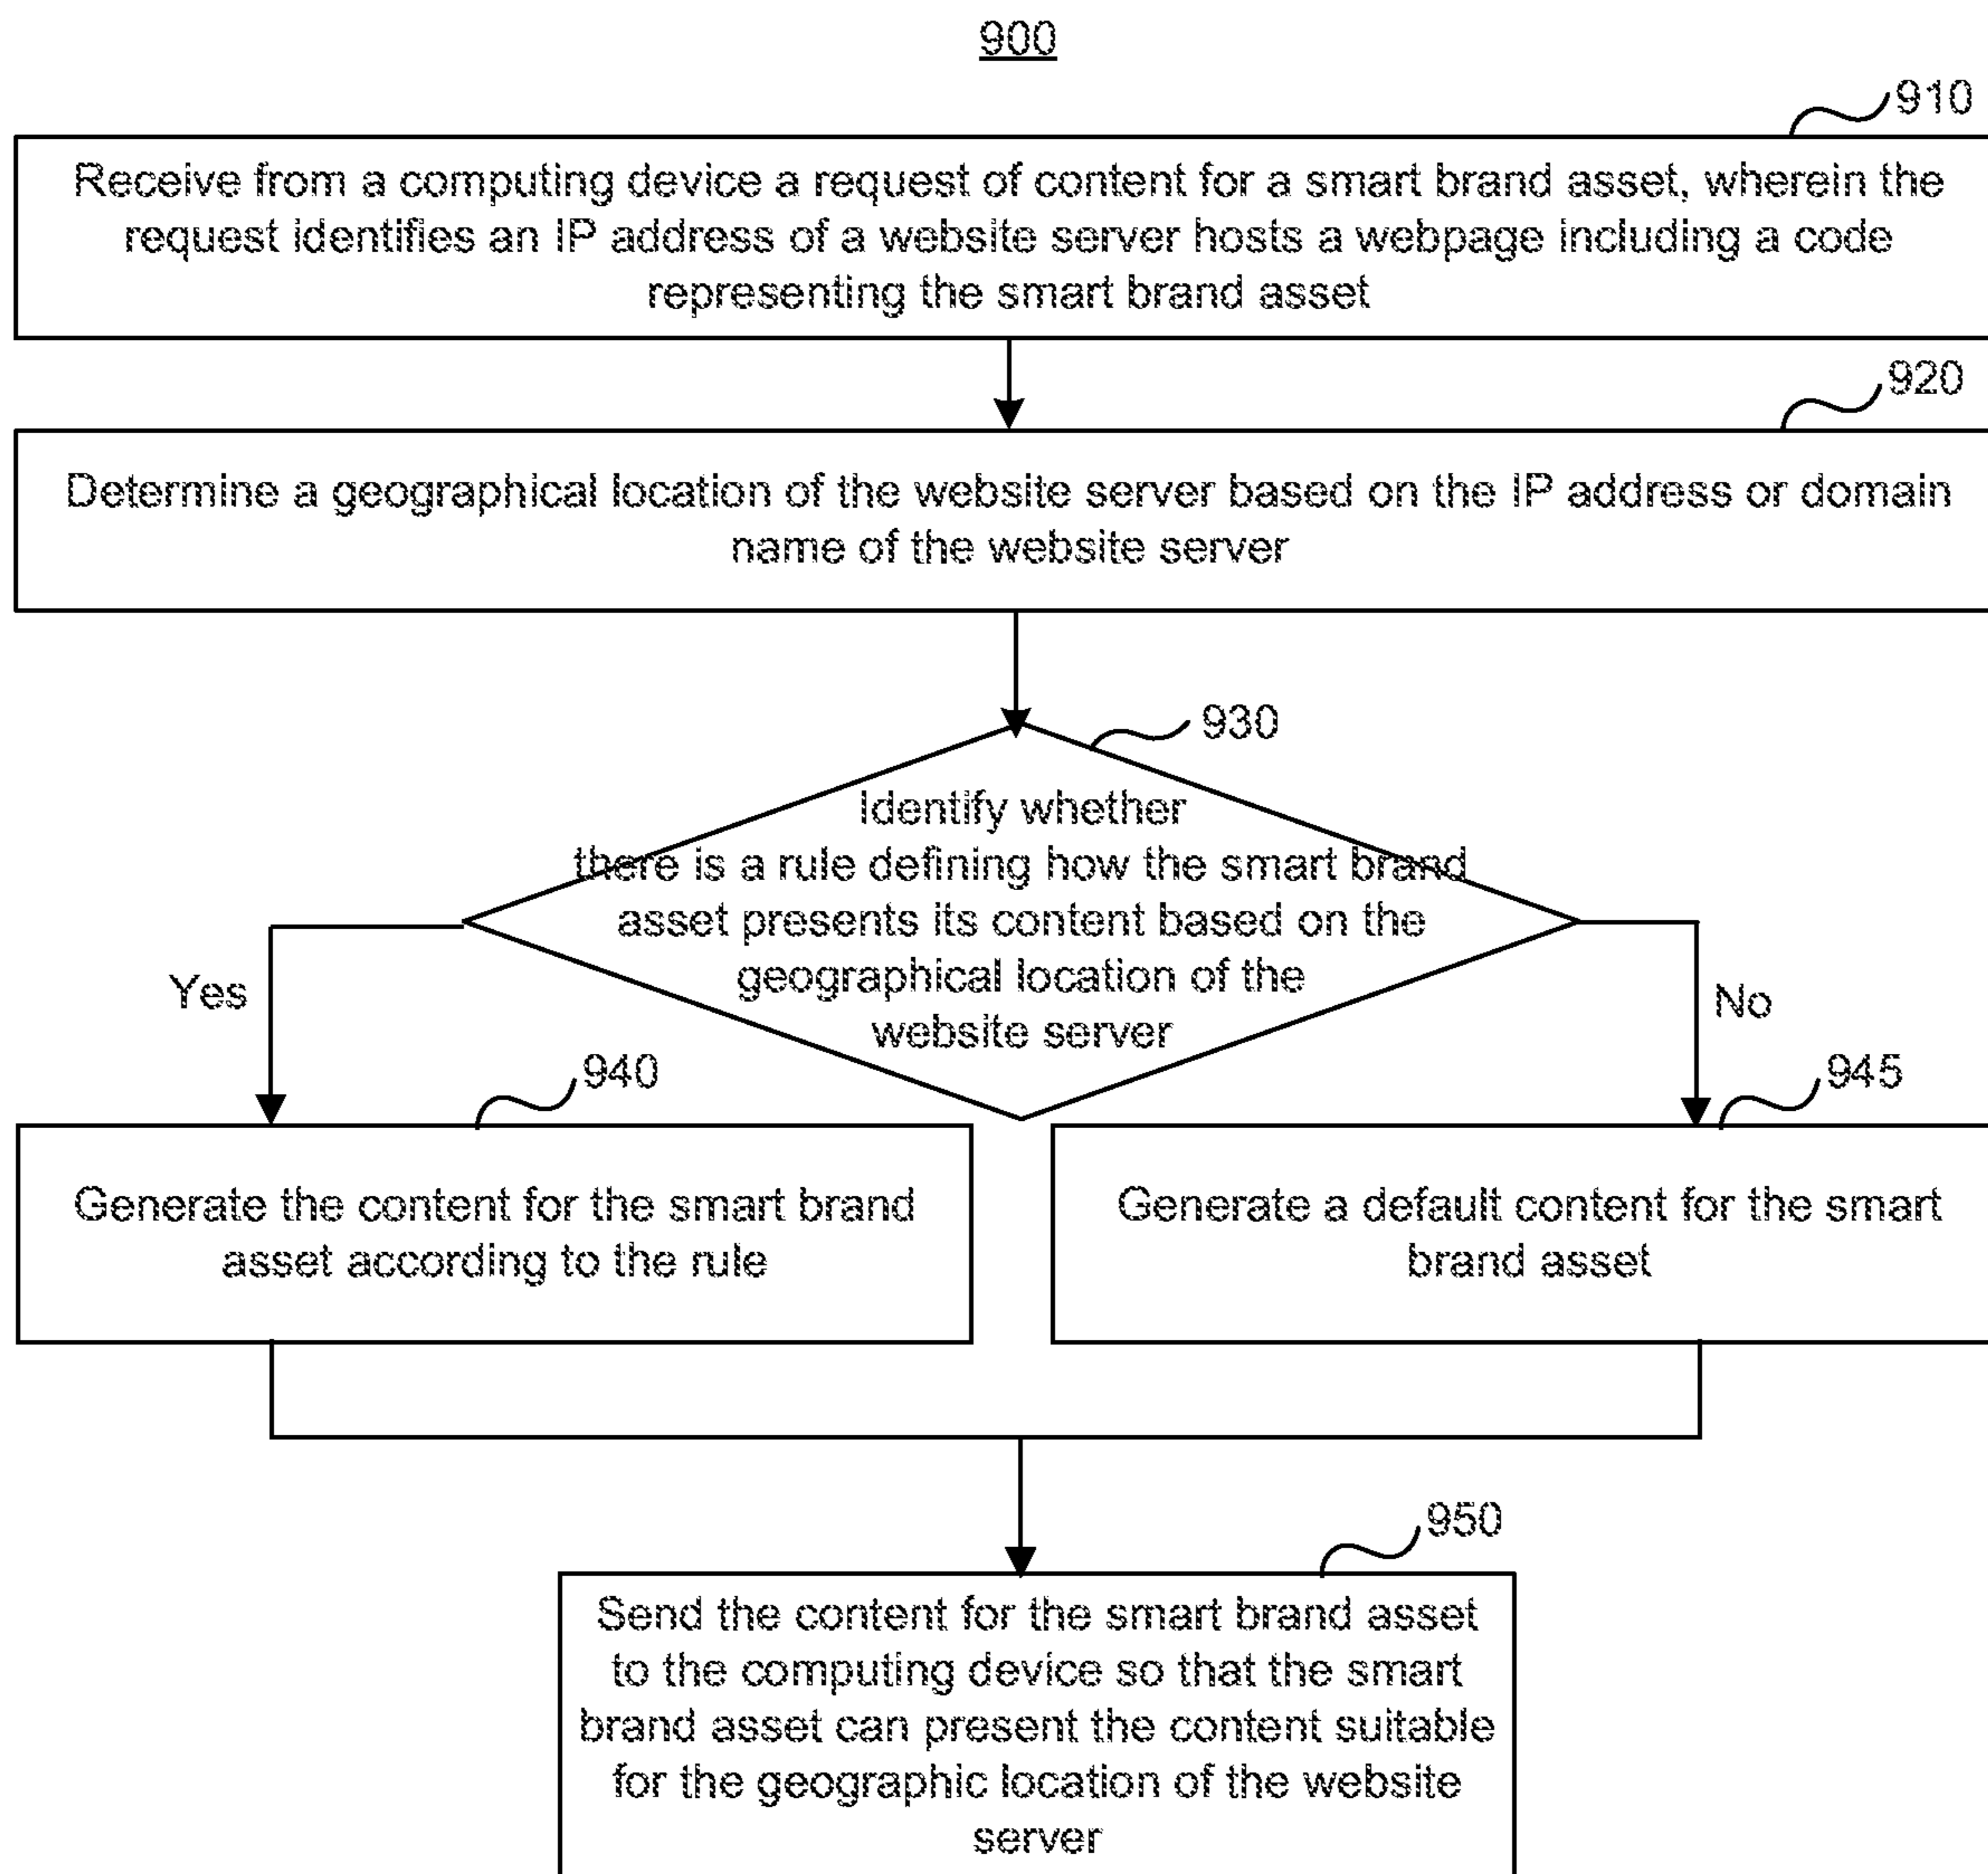 900
910
Receive from a computing device a request of content for a smart brand asset, wherein the
request identifies an IP address of a website server hosts a webpage including a code
representing the smart brand asset
920
Determine a geographical location of the website server based on the IP address or domain
name of the website server
930
Identify whether
there is a rule defining how the smart brand
asset presents its content based on the
geographical location of the
website server
Yes
No
940
945
Generate the content for the smart brand
asset according to the rule
Generate a default content for the smart
brand asset
950
Send the content for the smart brand asset
to the computing device so that the smart
brand asset can present the content suitable
for the geographic location of the website
server